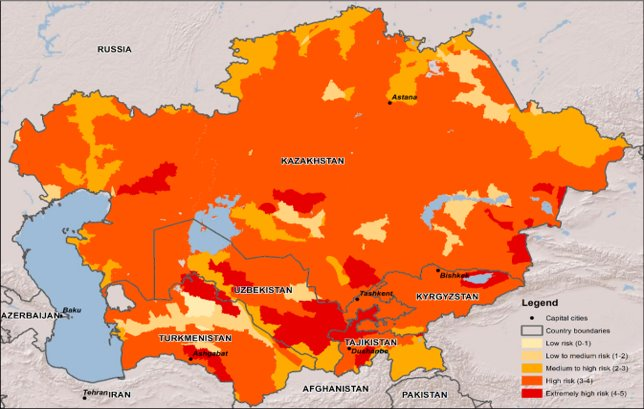 RUSSIA
Astana
KAZAKHSTAN
UZBEKISTAN
Bishkek
Tashkent
KYRGYZSTAN
AZERBAIJAN
Baku
TURKMENISTAN
Ashgabat
TAJIKISTAN
Dushanbe
Tehran
IRAN
AFGHANISTAN
PAKISTAN
Legend
Capital cities
Country boundaries
Low risk (0-1)
Low to medium risk (1-2)
Medium to high risk (2-3)
High risk (3-4)
Extremely high risk (4-5)